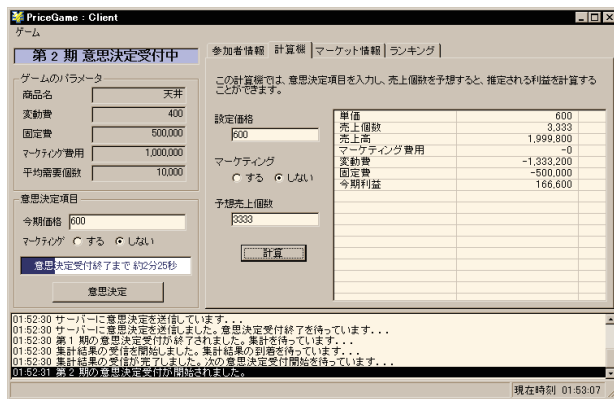 PriceGame : Client
ゲーム
第 2 期 意思決定受付中
ゲームのパラメータ
商品名 天丼
変動費 400
固定費 500,000
マーケティング費用 1,000,000
平均需要個数 10,000
意思決定項目
今期価格 600
マーケティング する しない
意思決定受付終了まで 約2分25秒
意思決定
参加者情報 計算機 マーケット情報 ランキング
この計算機では、意思決定項目を入力し、売上個数を予想すると、推定される利益を計算する
ことができます。
設定価格
600
マーケティング
する しない
予想売上個数
3333
計算
単価 600
売上個数 3,333
売上高 1,999,800
マーケティング費用 -0
変動費 -1,333,200
固定費 -500,000
今期利益 166,600
01:52:30 サーバーに意思決定を送信しています...
01:52:30 サーバーに意思決定を送信しました。意思決定受付終了を待っています...
01:52:30 第 1 期の意思決定受付が終了されました。集計を待っています...
01:52:30 集計結果の受信を開始しました。集計結果の到着を待っています...
01:52:30 集計結果の受信が完了しました。次の意思決定受付開始を待っています...
01:52:31 第 2 期の意思決定受付が開始されました。
現在時刻 01:53:07